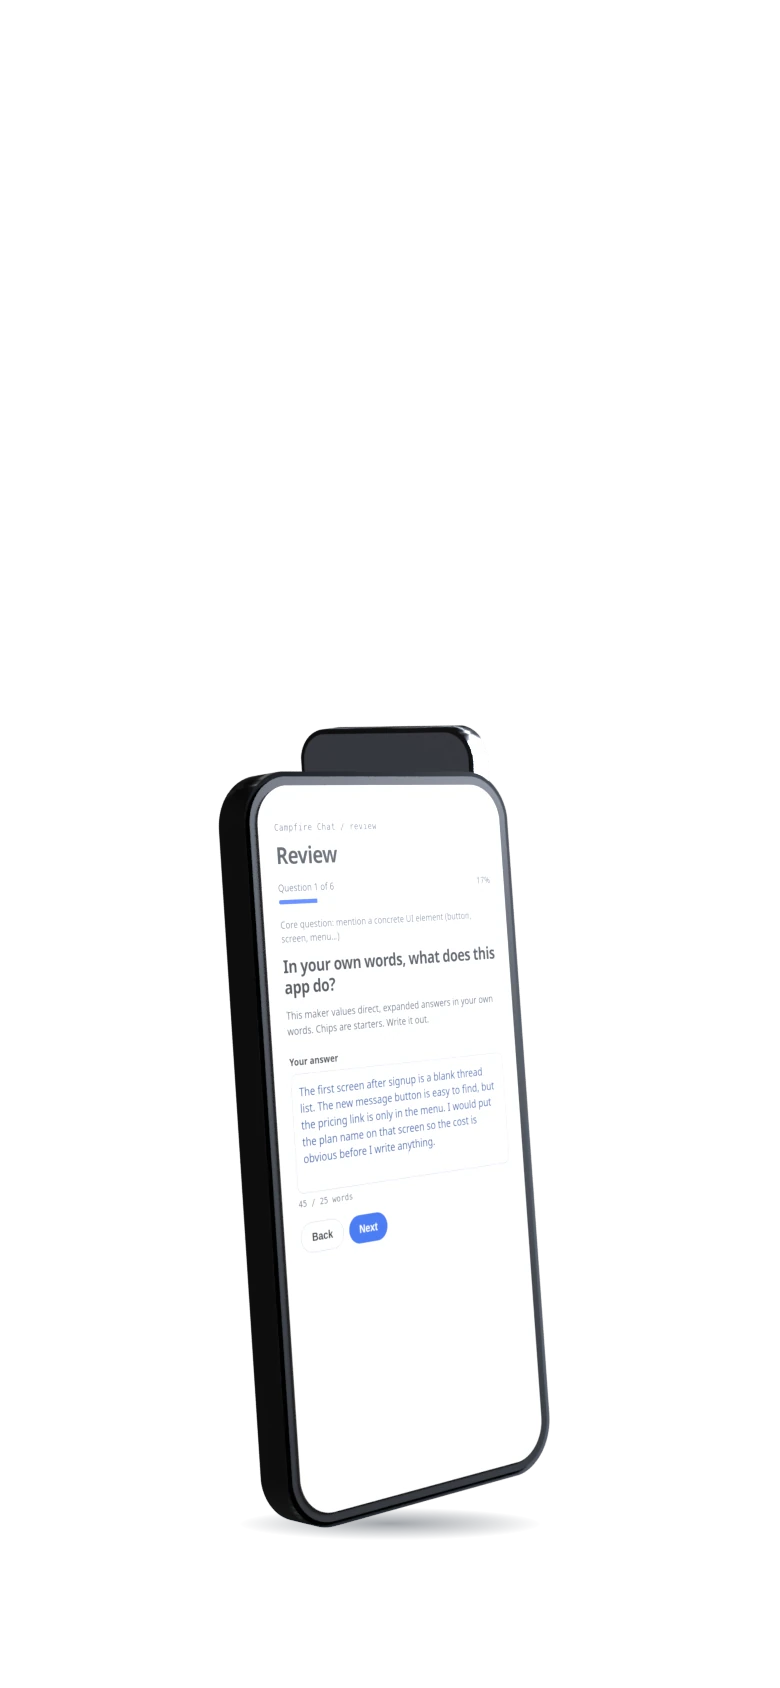 Campfire Chat / review
Review
Question 1 of 6
17%
Core question: mention a concrete UI element (button,
screen, menu...)
In your own words, what does this
app do?
This maker values direct, expanded answers in your own
words. Chips are starters. Write it out.
Your answer
The first screen after signup is a blank thread
list. The new message button is easy to find, but
the pricing link is only in the menu. I would put
the plan name on that screen so the cost is
obvious before I write anything.
45 / 25 words
Back
Next